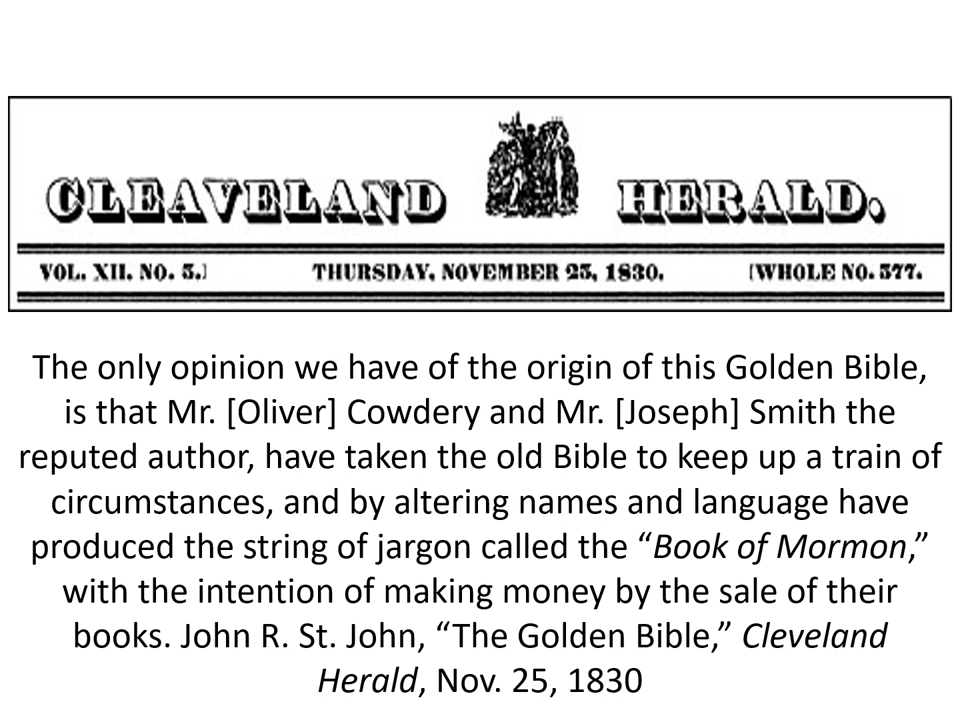 CLEAVELAND HERALD.
VOL. XII. NO. 5.] THURSDAY, NOVEMBER 25, 1830. [WHOLE NO. 577.
The only opinion we have of the origin of this Golden Bible,
is that Mr. [Oliver] Cowdery and Mr. [Joseph] Smith the
reputed author, have taken the old Bible to keep up a train of
circumstances, and by altering names and language have
produced the string of jargon called the “Book of Mormon,”
with the intention of making money by the sale of their
books. John R. St. John, “The Golden Bible,” Cleveland
Herald, Nov. 25, 1830